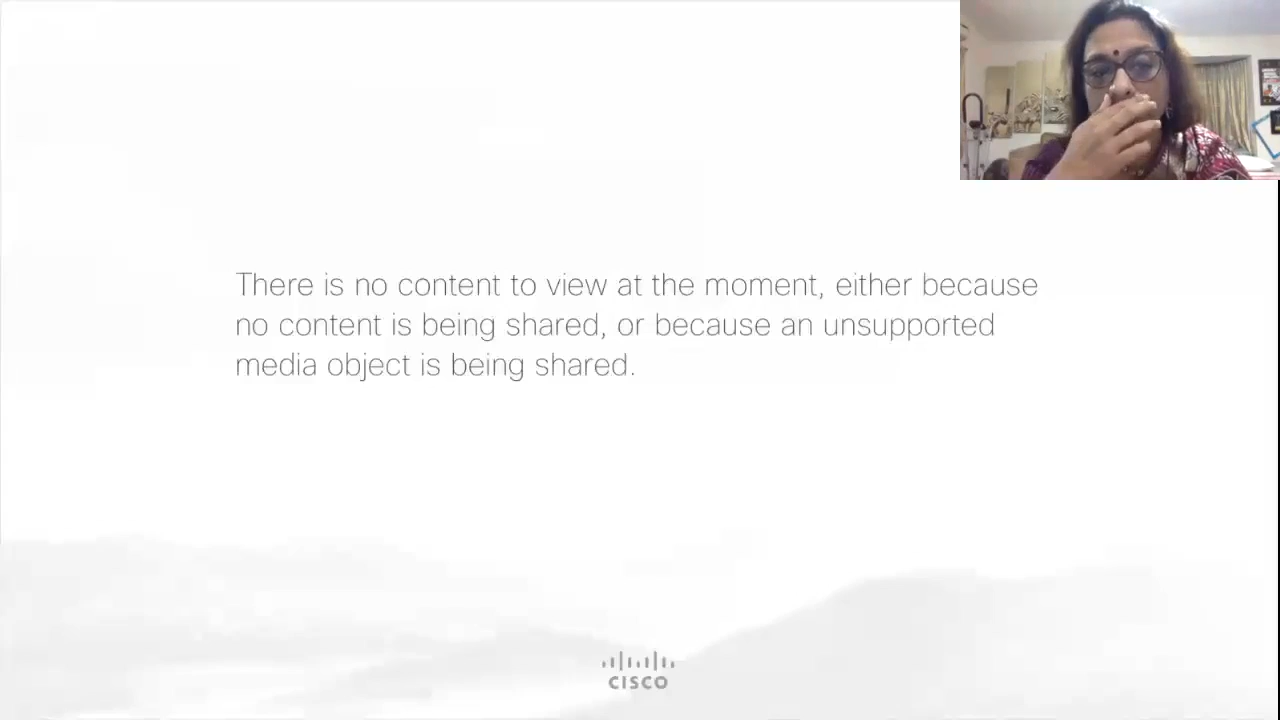 There is no content to view at the moment, either because
no content is being shared, or because an unsupported
media object is being shared.
CISCO